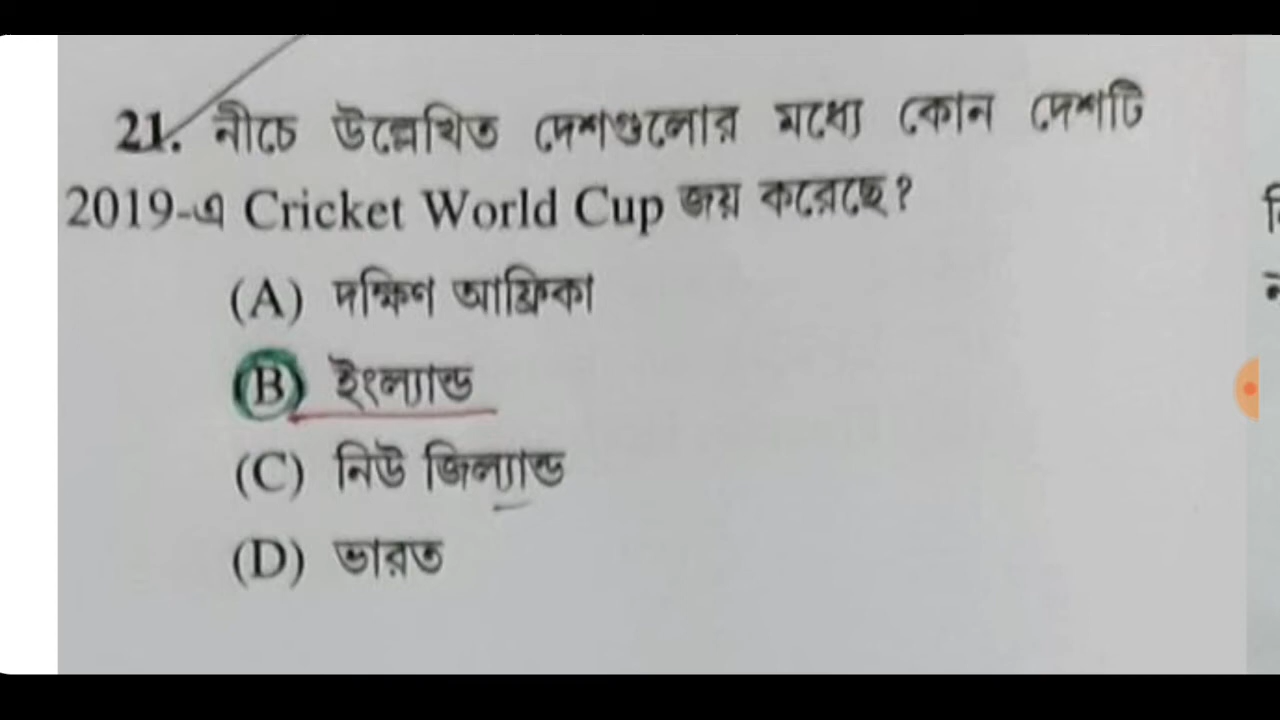 21. নীচে উল্লেখিত দেশগুলোর মধ্যে কোন দেশটি
2019-এ Cricket World Cup জয় করেছে?
(A) দক্ষিণ আফ্রিকা
(B) ইংল্যান্ড
(C) নিউ জিল্যান্ড
(D) ভারত